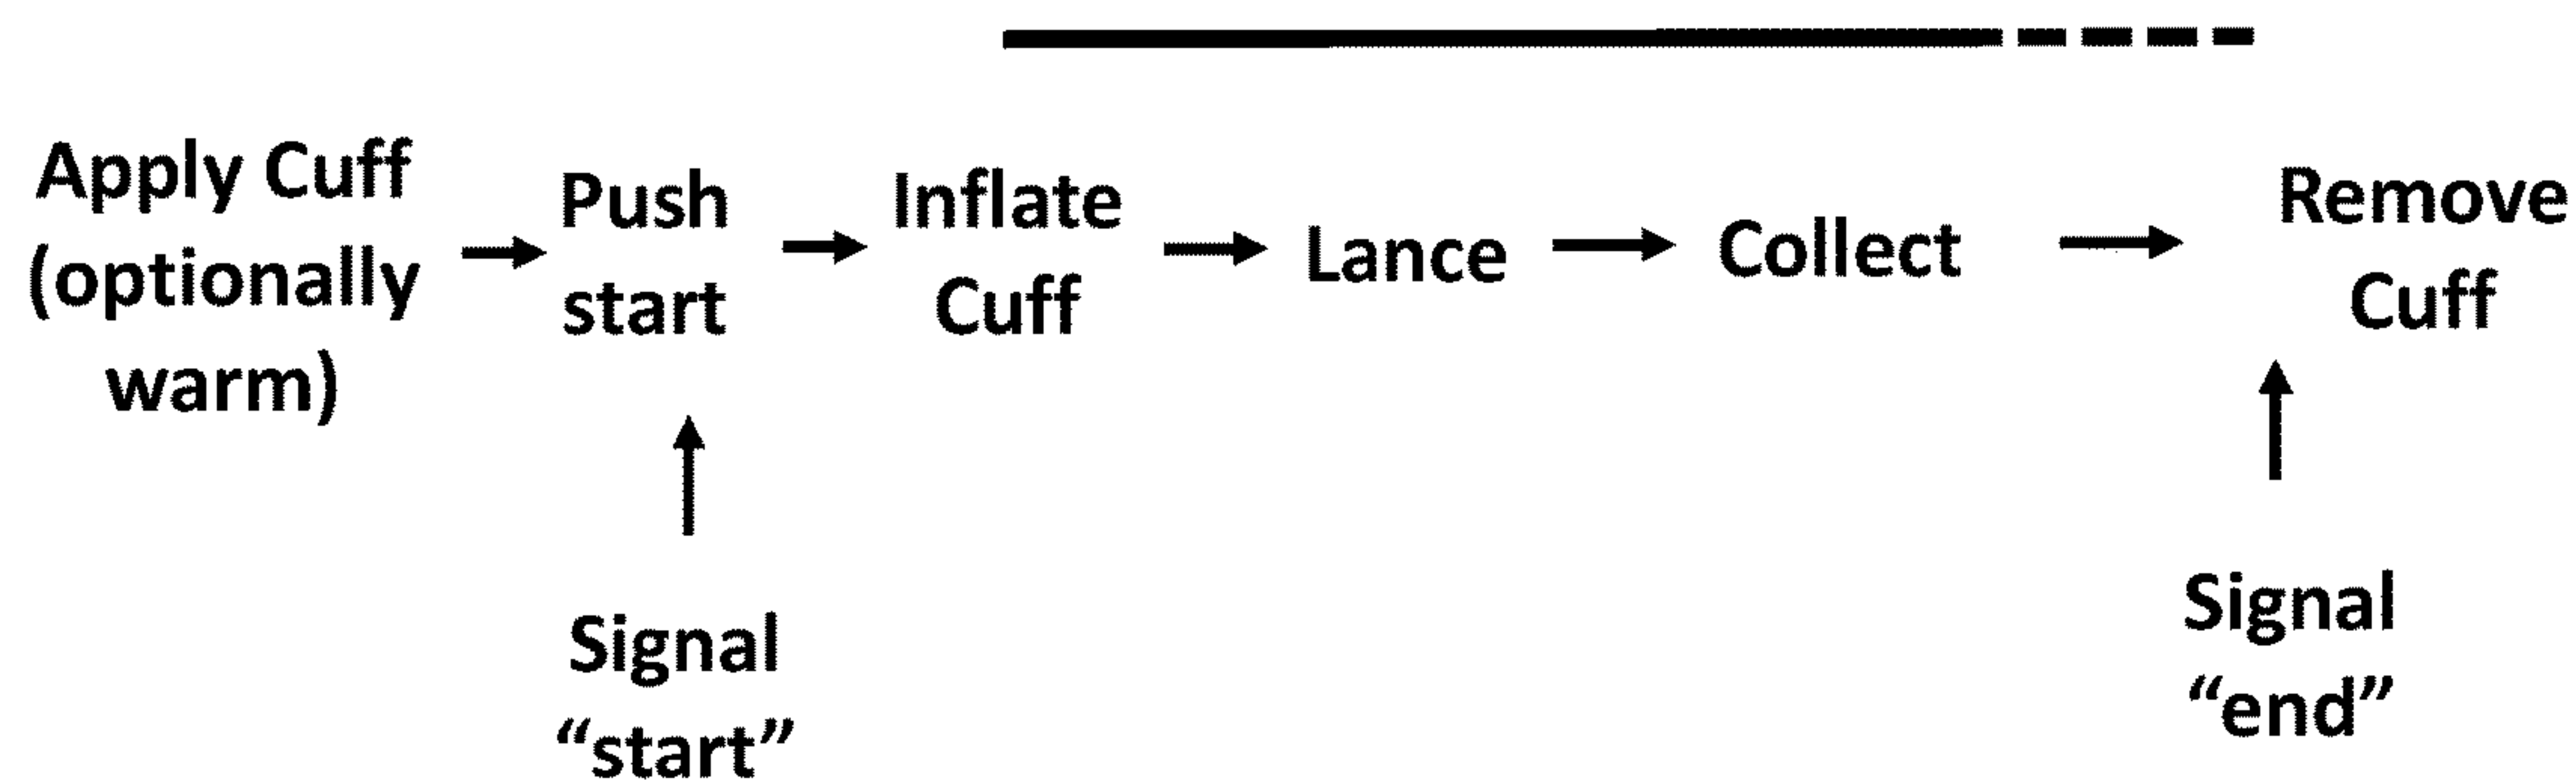 Apply Cuff
(optionally
warm)
Push
start
Inflate
Cuff
Lance
Collect
Remove
Cuff
Signal
“start”
Signal
“end”